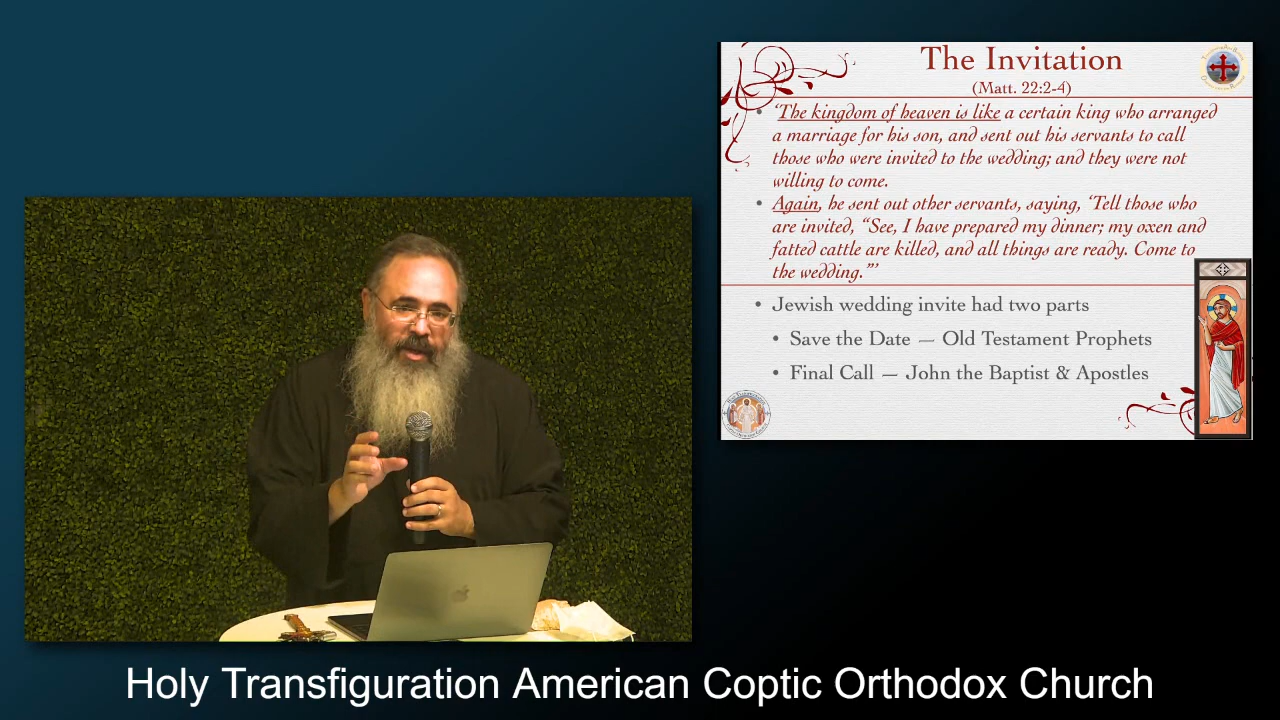 The Invitation
(Matt. 22:2-4)
• ‘The kingdom of heaven is like a certain king who arranged
a marriage for his son, and sent out his servants to call
those who were invited to the wedding; and they were not
willing to come.
• Again, he sent out other servants, saying, ‘Tell those who
are invited, “See, I have prepared my dinner; my oxen and
fatted cattle are killed, and all things are ready. Come to
the wedding.”’
• Jewish wedding invite had two parts
• Save the Date — Old Testament Prophets
• Final Call — John the Baptist & Apostles
Holy Transfiguration American Coptic Orthodox Church